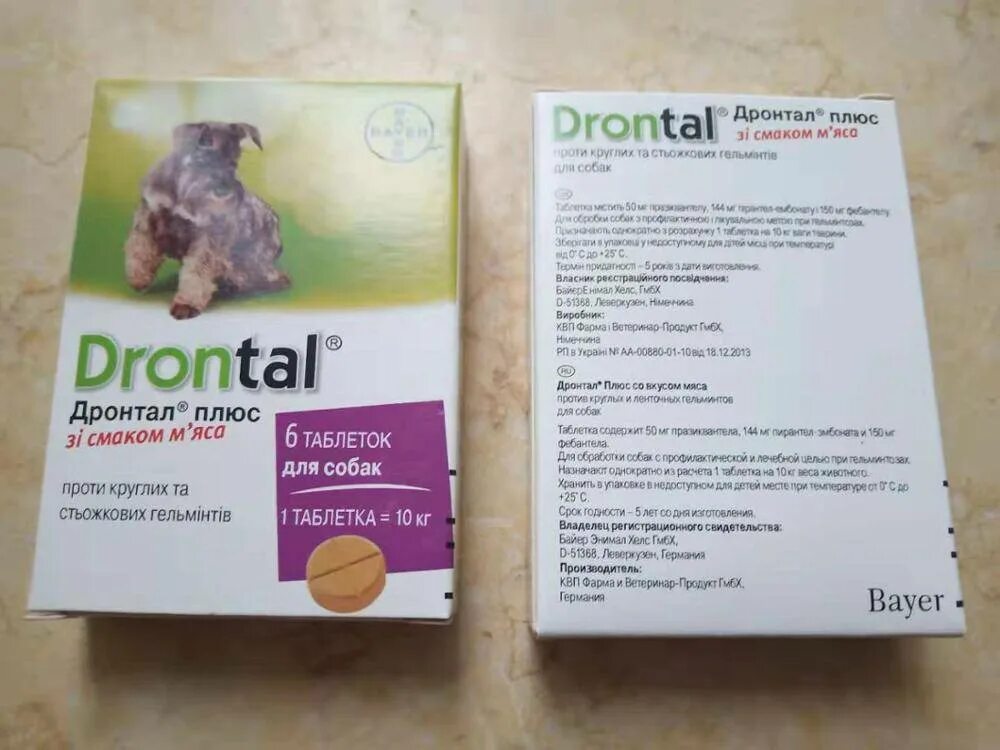 BAYER
Drontal®
Дронтал® плюс
зі смаком м'яса
проти круглих та
стьожкових гельмінтів
6 ТАБЛЕТОК
для собак
1 ТАБЛЕТКА = 10 кг
Drontal® Дронтал® плюс
зі смаком м'яса
проти круглих та стьожкових гельмінтів
для собак
Таблетка містить 50 мг празиквантелу, 144 мг пірантел-ембонату і 150 мг фебантелу.
Для обробки собак з профілактичною і лікувальною метою при гельмінтозах.
Призначають однократно з розрахунку 1 таблетка на 10 кг ваги тварини.
Зберігати в упаковці у недоступному для дітей місці при температурі
від 0° С до +25° С.
Термін придатності – 5 років з дати виготовлення.
Власник реєстраційного посвідчення:
Байєр Енімал Хелс, ГмбХ
D-51368, Леверкузен, Німеччина
Виробник:
КВП Фарма і Ветеринар-Продукт ГмбХ,
Німеччина
РП в Україні № АА-00880-01-10 від 18.12.2013
RU
Дронтал® Плюс со вкусом мяса
против круглых и ленточных гельминтов
для собак
Таблетка содержит 50 мг празиквантела, 144 мг пирантел-эмбоната и 150 мг
фебантела.
Для обработки собак с профилактической и лечебной целью при гельминтозах.
Назначают однократно из расчета 1 таблетка на 10 кг веса животного.
Хранить в упаковке в недоступном для детей месте при температуре от 0° С до
+25° С.
Срок годности – 5 лет со дня изготовления.
Владелец регистрационного свидетельства:
Байер Энимал Хелс ГмбХ,
D-51368, Леверкузен, Германия
Производитель:
КВП Фарма и Ветеринар-Продукт ГмбХ,
Германия
Bayer